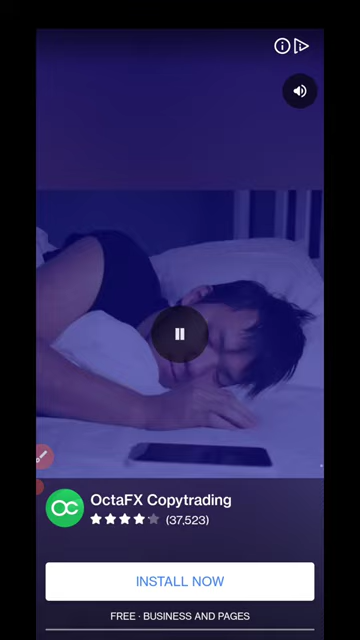 OctaFX Copytrading
(37,523)
INSTALL NOW
FREE · BUSINESS AND PAGES